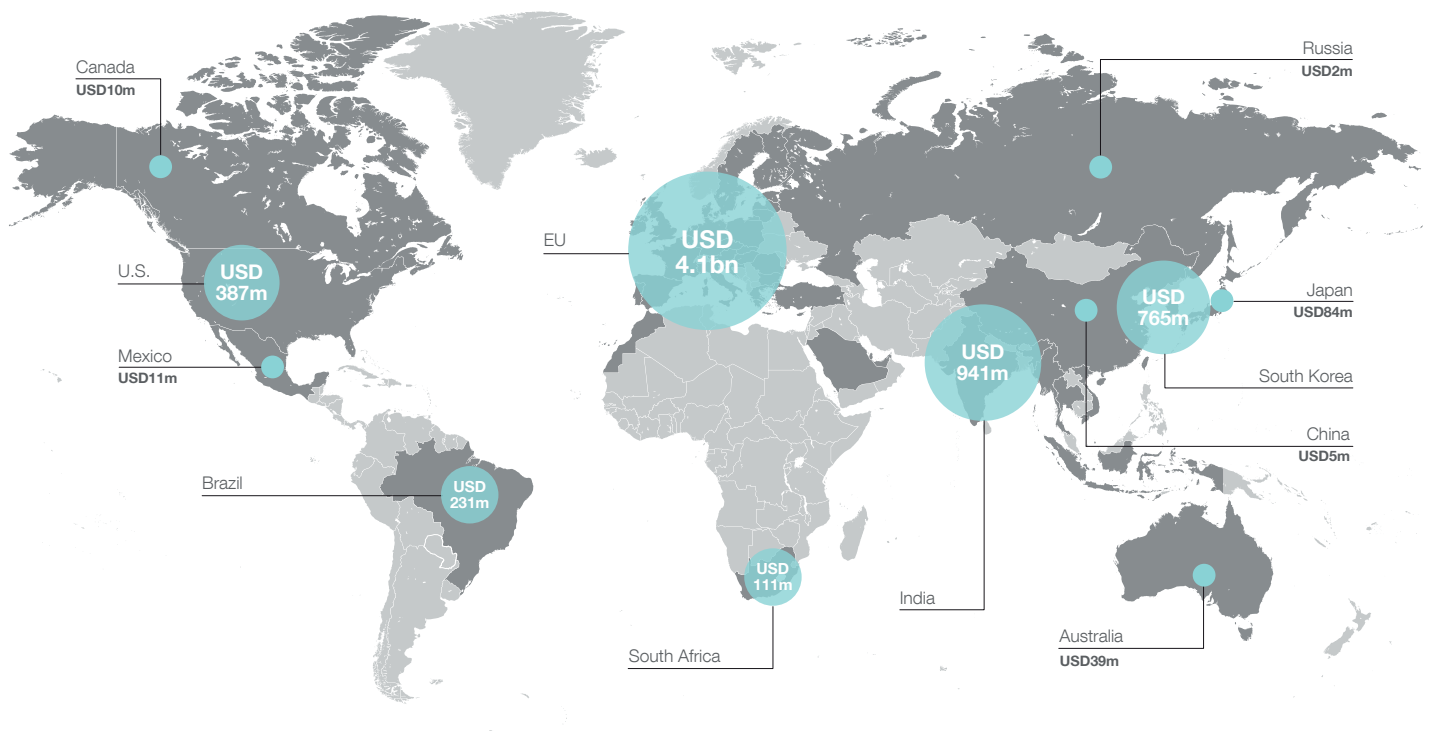 Canada
USD10m
Russia
USD2m
EU
USD
4.1bn
U.S.
USD
387m
Japan
USD84m
USD
765m
South Korea
Mexico
USD11m
USD
941m
India
China
USD5m
Brazil
USD
231m
USD
111m
South Africa
Australia
USD39m